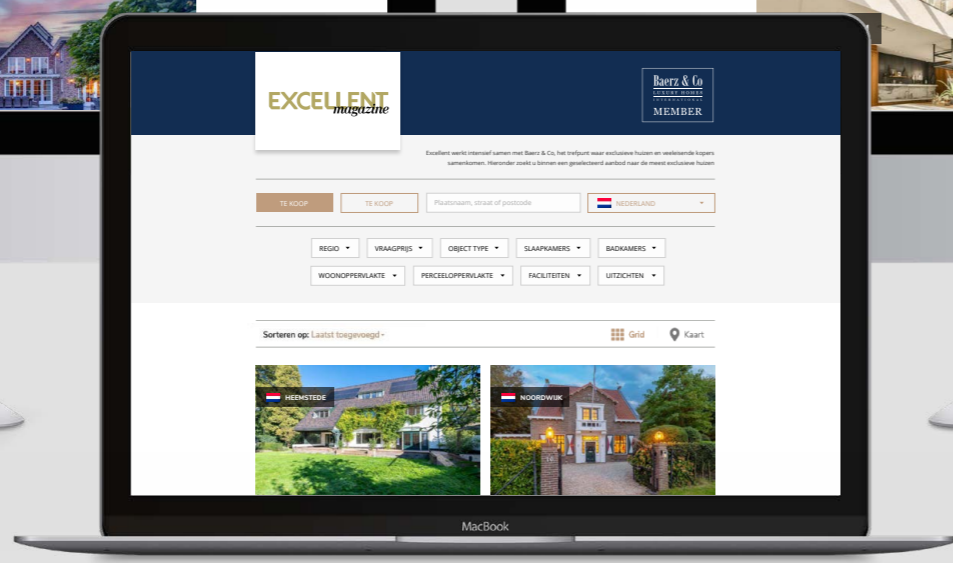 EXCELLENT
magazine
Baerz & Co
LUXURY HOMES
INTERNATIONAL
MEMBER
Excellent werkt intensief samen met Baerz & Co, het trefpunt waar exclusieve huizen en veeleisende kopers
samenkomen. Hieronder zoekt u binnen een geselecteerd aanbod naar de meest exclusieve huizen
TE KOOP
TE KOOP
Plaatsnaam, straat of postcode
NEDERLAND
REGIO
VRAAGPRIJS
OBJECT TYPE
SLAAPKAMERS
BADKAMERS
WOONOPPERVLAKTE
PERCEELOPPERVLAKTE
FACILITEITEN
UITZICHTEN
Sorteren op: Laatst toegevoegd
Grid
Kaart
HEEMSTEDE
NOORDWIJK
MacBook